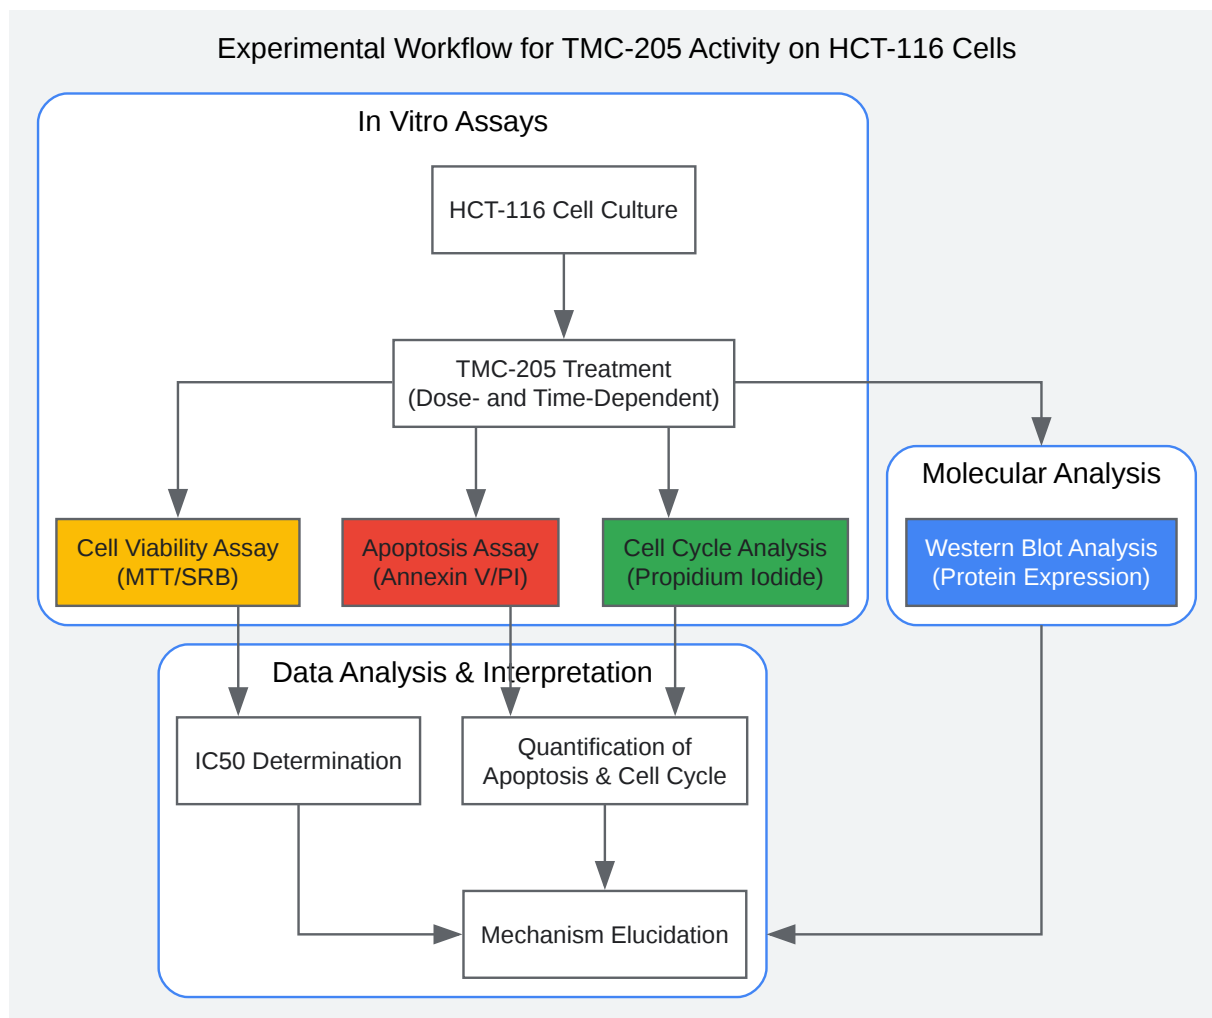 Experimental Workflow for TMC-205 Activity on HCT-116 Cells
In Vitro Assays
HCT-116 Cell Culture
TMC-205 Treatment
(Dose- and Time-Dependent)
Cell Viability Assay
(MTT/SRB)
Apoptosis Assay
(Annexin V/PI)
Cell Cycle Analysis
(Propidium Iodide)
Molecular Analysis
Western Blot Analysis
(Protein Expression)
Data Analysis & Interpretation
IC50 Determination
Quantification of
Apoptosis & Cell Cycle
Mechanism Elucidation